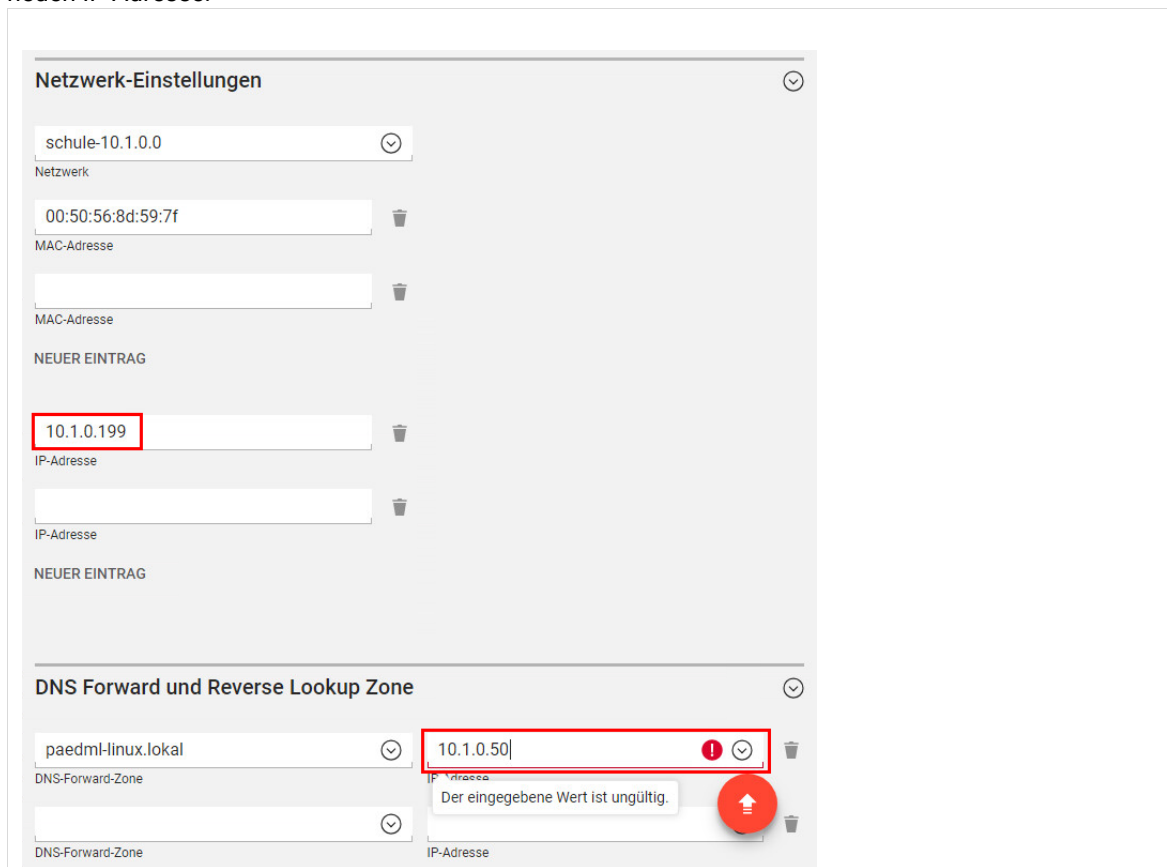 Netzwerk-Einstellungen
schule-10.1.0.0
Netzwerk
00:50:56:8d:59:7f
MAC-Adresse
MAC-Adresse
NEUER EINTRAG
10.1.0.199
IP-Adresse
IP-Adresse
NEUER EINTRAG
DNS Forward und Reverse Lookup Zone
paedml-linux.lokal 10.1.0.50
DNS-Forward-Zone
Der eingegebene Wert ist ungültig.
DNS-Forward-Zone IP-Adresse